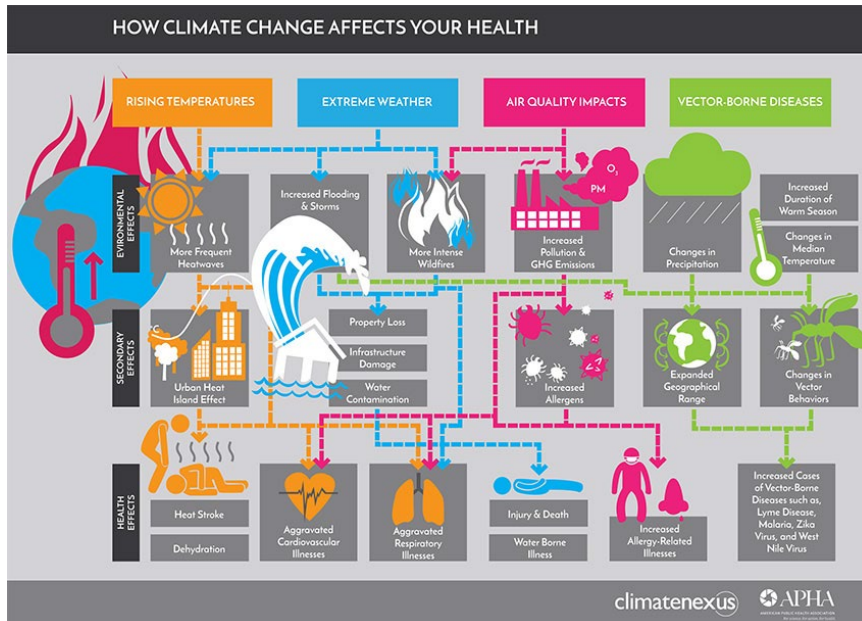 HOW CLIMATE CHANGE AFFECTS YOUR HEALTH
RISING TEMPERATURES
EXTREME WEATHER
AIR QUALITY IMPACTS
VECTOR-BORNE DISEASES
EVIRONMENTAL EFFECTS
More Frequent
Heatwaves
Increased Flooding
& Storms
More Intense
Wildfires
O₃
PM
Increased
Pollution &
GHG Emissions
Changes in
Precipitation
Increased
Duration of
Warm Season
Changes in
Median
Temperature
SECONDARY
EFFECTS
°C
Urban Heat
Island Effect
Property Loss
Infrastructure
Damage
Water
Contamination
Increased
Allergens
Expanded
Geographical
Range
Changes
in Vector
Behaviors
HEALTH
EFFECTS
Heat Stroke
Dehydration
Aggravated
Cardiovascular
Illnesses
Aggravated
Respiratory
Illnesses
Injury & Death
Water Borne
Illness
Increased
Allergy-Related
Illnesses
Increased Cases
of Vector-Borne
Diseases such as,
Lyme Disease,
Malaria, Zika
Virus, and West
Nile Virus
climatenexus
APHA
AMERICAN PUBLIC HEALTH ASSOCIATION